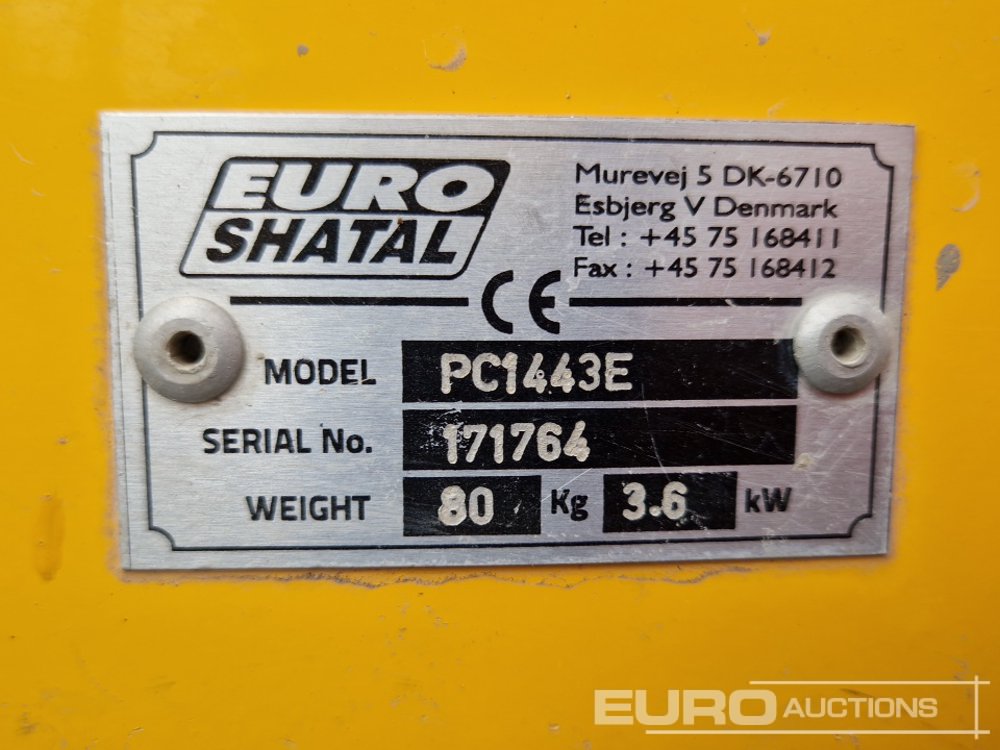 EURO
SHATAL
Murevej 5 DK-6710
Esbjerg V Denmark
Tel : +45 75 168411
Fax : +45 75 168412
CE
MODEL PC1443E
SERIAL No. 171764
WEIGHT 80 Kg 3.6 kW
EURO AUCTIONS